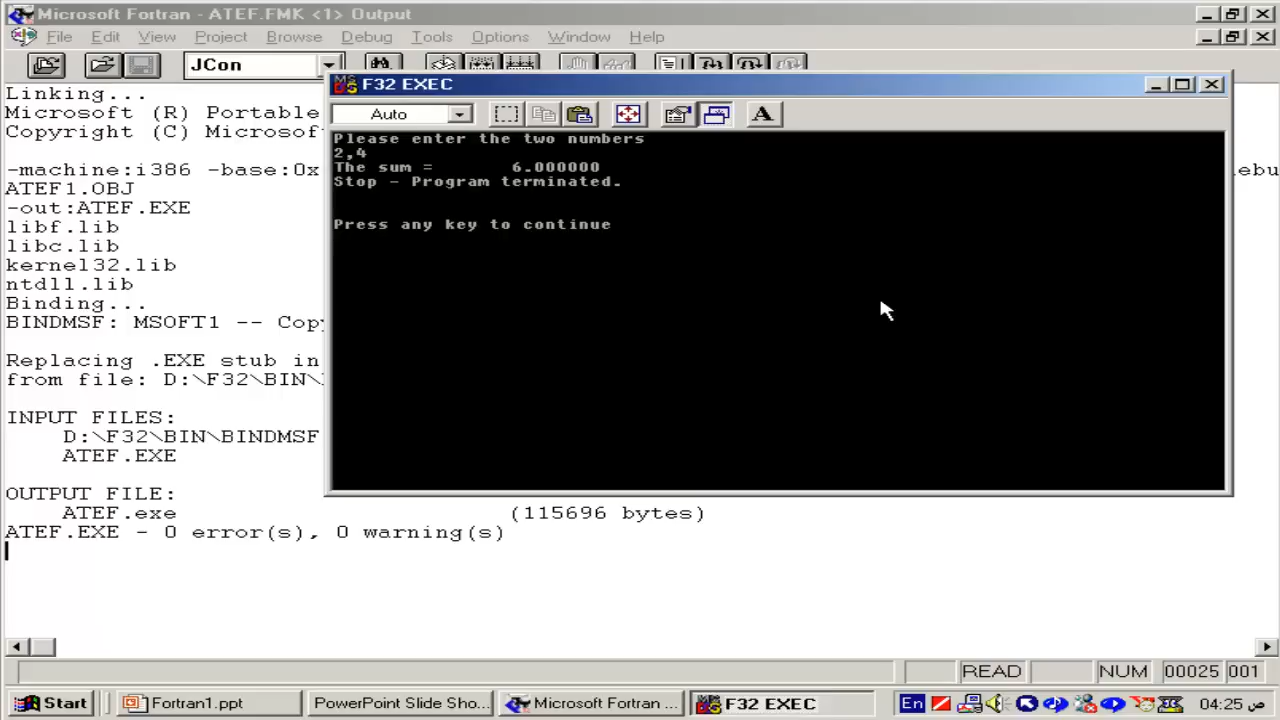 Microsoft Fortran - ATEF.FMK <1> Output
File Edit View Project Browse Debug Tools Options Window Help
JCon
Linking...
Microsoft (R) Portable
Copyright (C) Microsof
-machine:i386 -base:0x
ebu
ATEF1.OBJ
-out:ATEF.EXE
libf.lib
libc.lib
kernel32.lib
ntdll.lib
Binding...
BINDMSF: MSOFT1 -- Cop
Replacing .EXE stub in
from file: D:\F32\BIN\
INPUT FILES:
D:\F32\BIN\BINDMSF
ATEF.EXE
OUTPUT FILE:
ATEF.exe (115696 bytes)
ATEF.EXE - 0 error(s), 0 warning(s)
F32 EXEC
Auto
A
Please enter the two numbers
2,4
The sum = 6.000000
Stop - Program terminated.
Press any key to continue
READ NUM 00025 001
Start Fortran1.ppt PowerPoint Slide Sho... Microsoft Fortran ... F32 EXEC En 04:25 ص